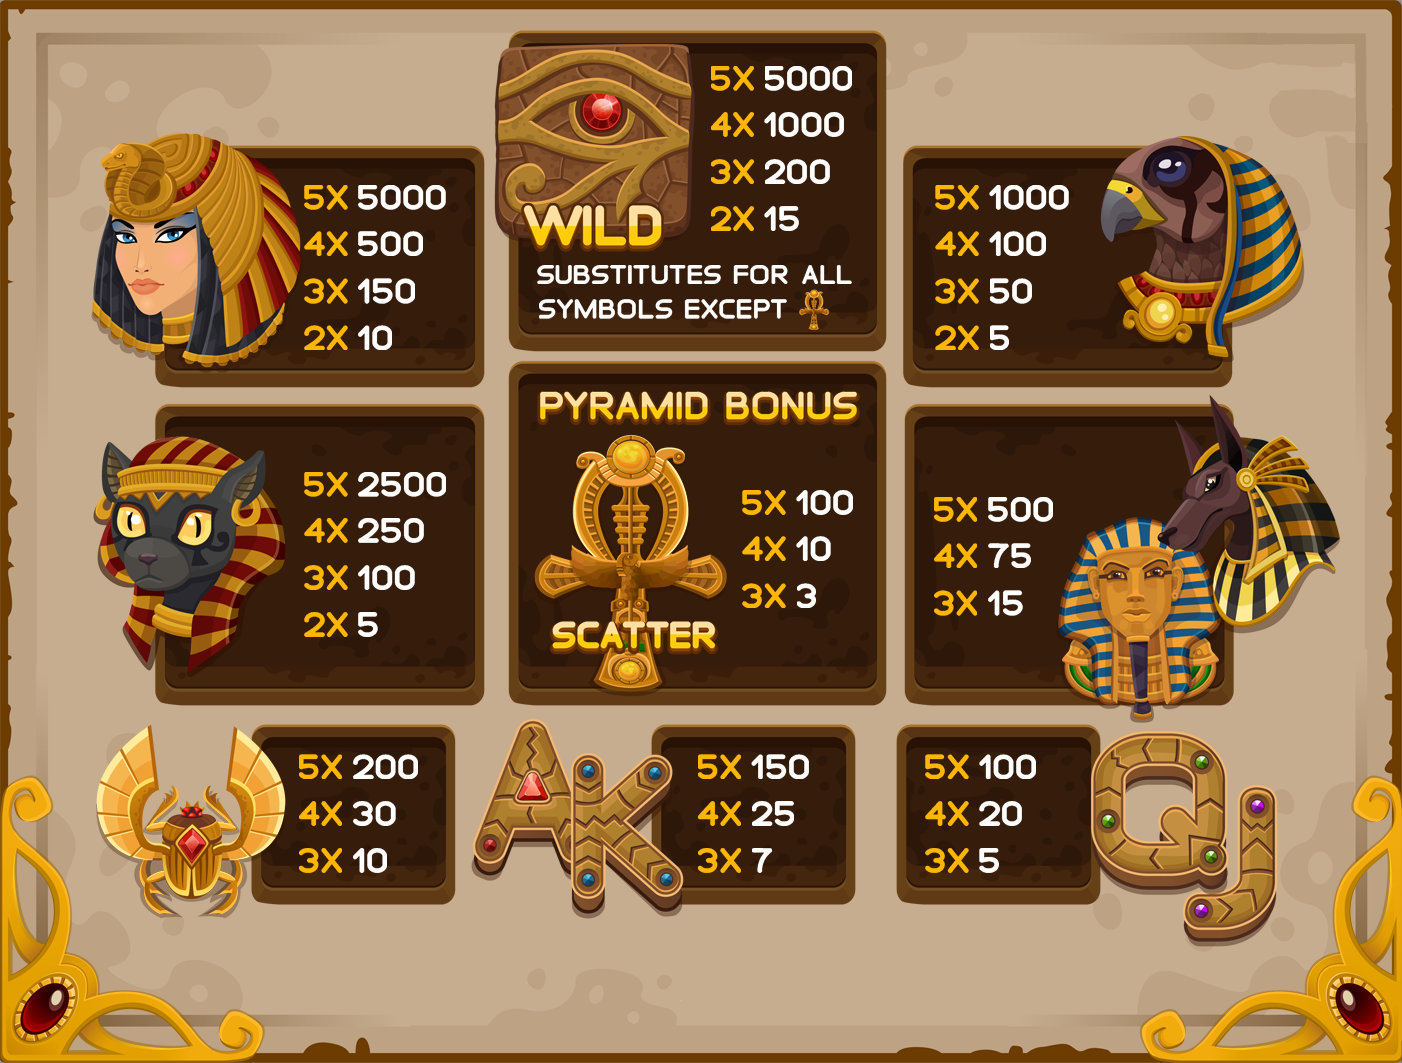 5X 5000
4X 1000
3X 200
2X 15
WILD
SUBSTITUTES FOR ALL
SYMBOLS EXCEPT
5X 5000
4X 500
3X 150
2X 10
5X 1000
4X 100
3X 50
2X 5
5X 2500
4X 250
3X 100
2X 5
PYRAMID BONUS
5X 100
4X 10
3X 3
SCATTER
5X 500
4X 75
3X 15
5X 200
4X 30
3X 10
A K
5X 150
4X 25
3X 7
5X 100
4X 20
3X 5
Q J